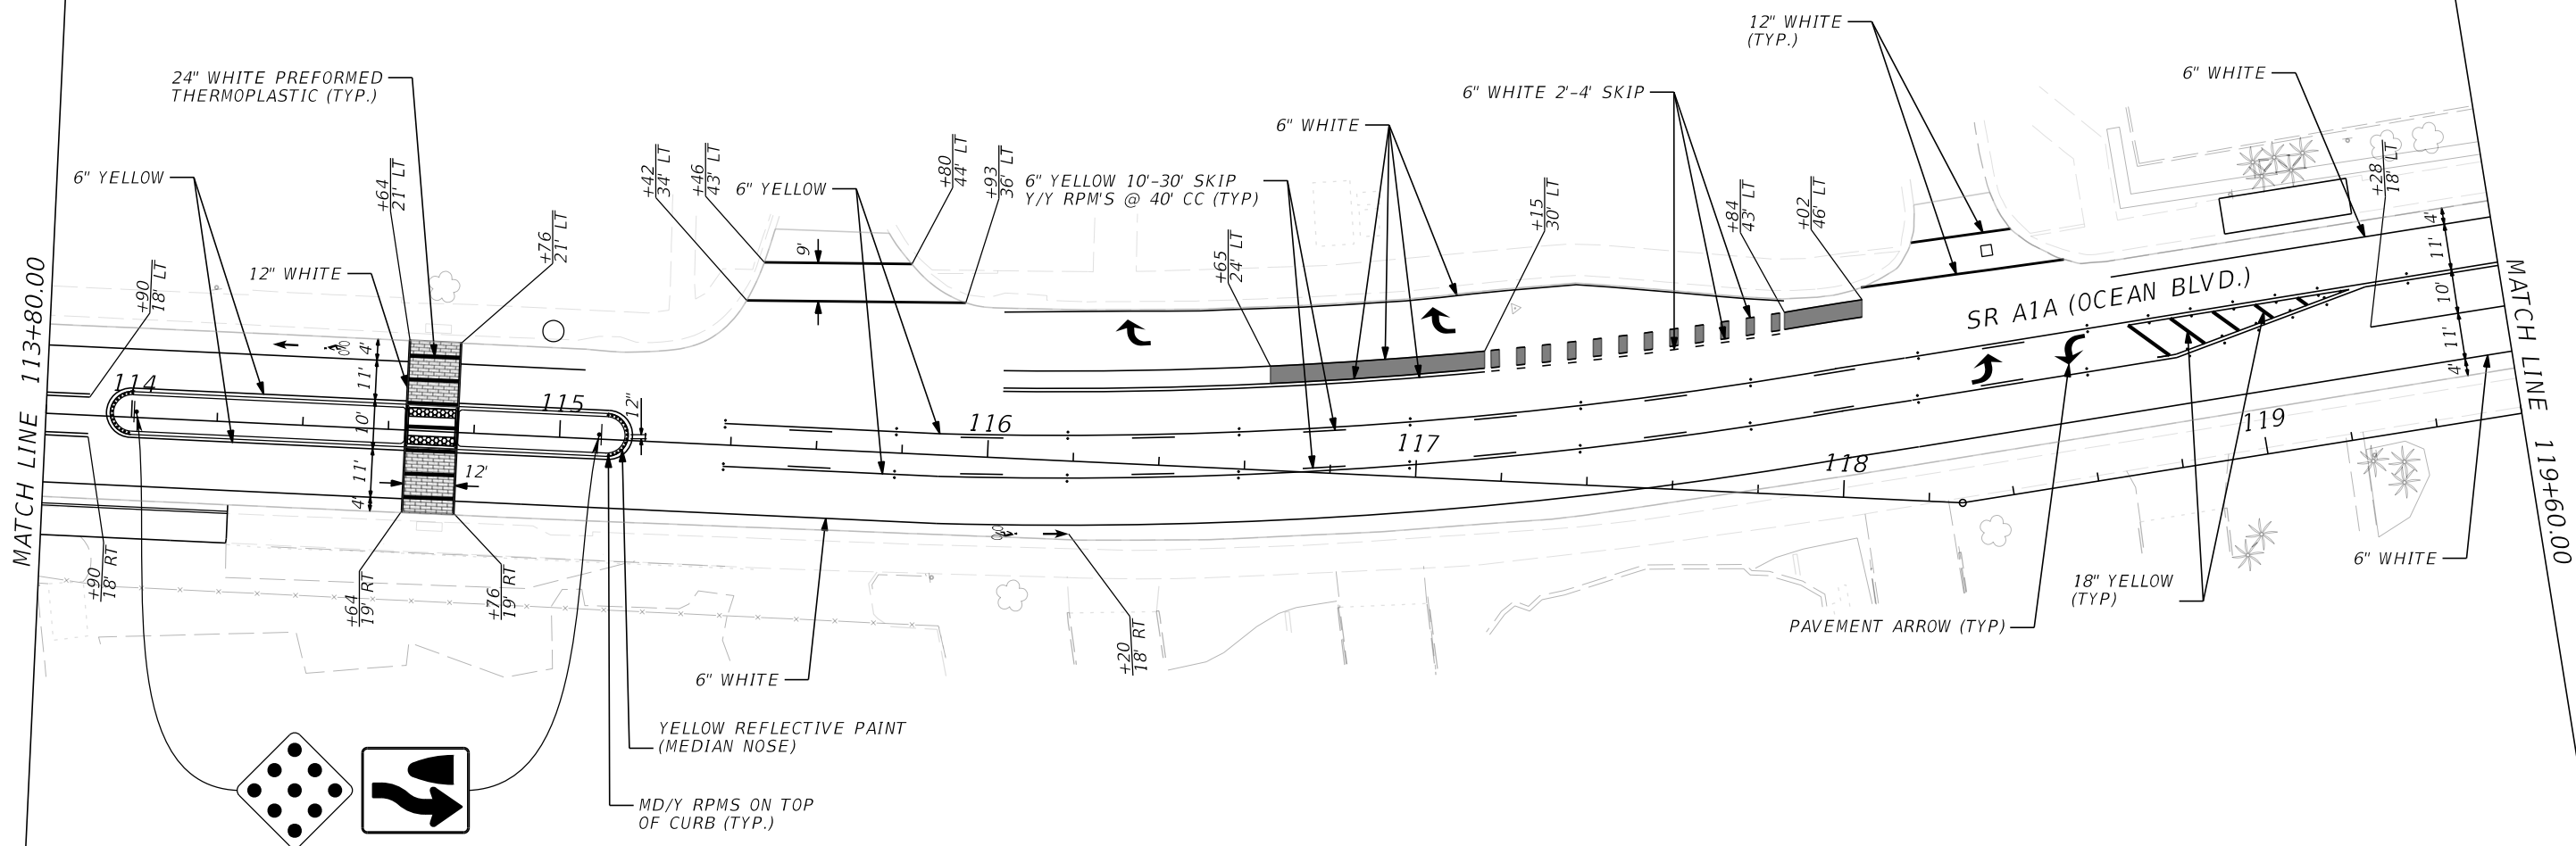 12" WHITE
(TYP.)
24" WHITE PREFORMED
THERMOPLASTIC (TYP.)
6" WHITE 2'-4' SKIP
6" WHITE
6" WHITE
6" YELLOW
+64
21' LT
+42
34' LT
+46
43' LT
6" YELLOW
+80
44' LT
+93
36' LT
6" YELLOW 10'-30' SKIP
Y/Y RPM'S @ 40' CC (TYP)
+15
30' LT
+84
43' LT
+02
46' LT
+28
18' LT
+76
21' LT
+65
24' LT
9'
12" WHITE
+90
18' LT
MATCH LINE 113+80.00
4'
11'
10'
11'
4'
12'
12"
114
115
116
117
118
119
SR A1A (OCEAN BLVD.)
4'
11'
10'
11'
4'
MATCH LINE 119+60.00
+90
18' RT
+64
19' RT
+76
19' RT
+20
18' RT
6" WHITE
6" WHITE
18" YELLOW
(TYP)
PAVEMENT ARROW (TYP)
YELLOW REFLECTIVE PAINT
(MEDIAN NOSE)
MD/Y RPMS ON TOP
OF CURB (TYP.)